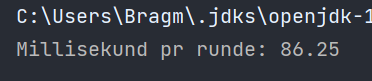 C:\Users\Bragm\.jdks\openjdk-1
Millisekund pr runde: 86.25